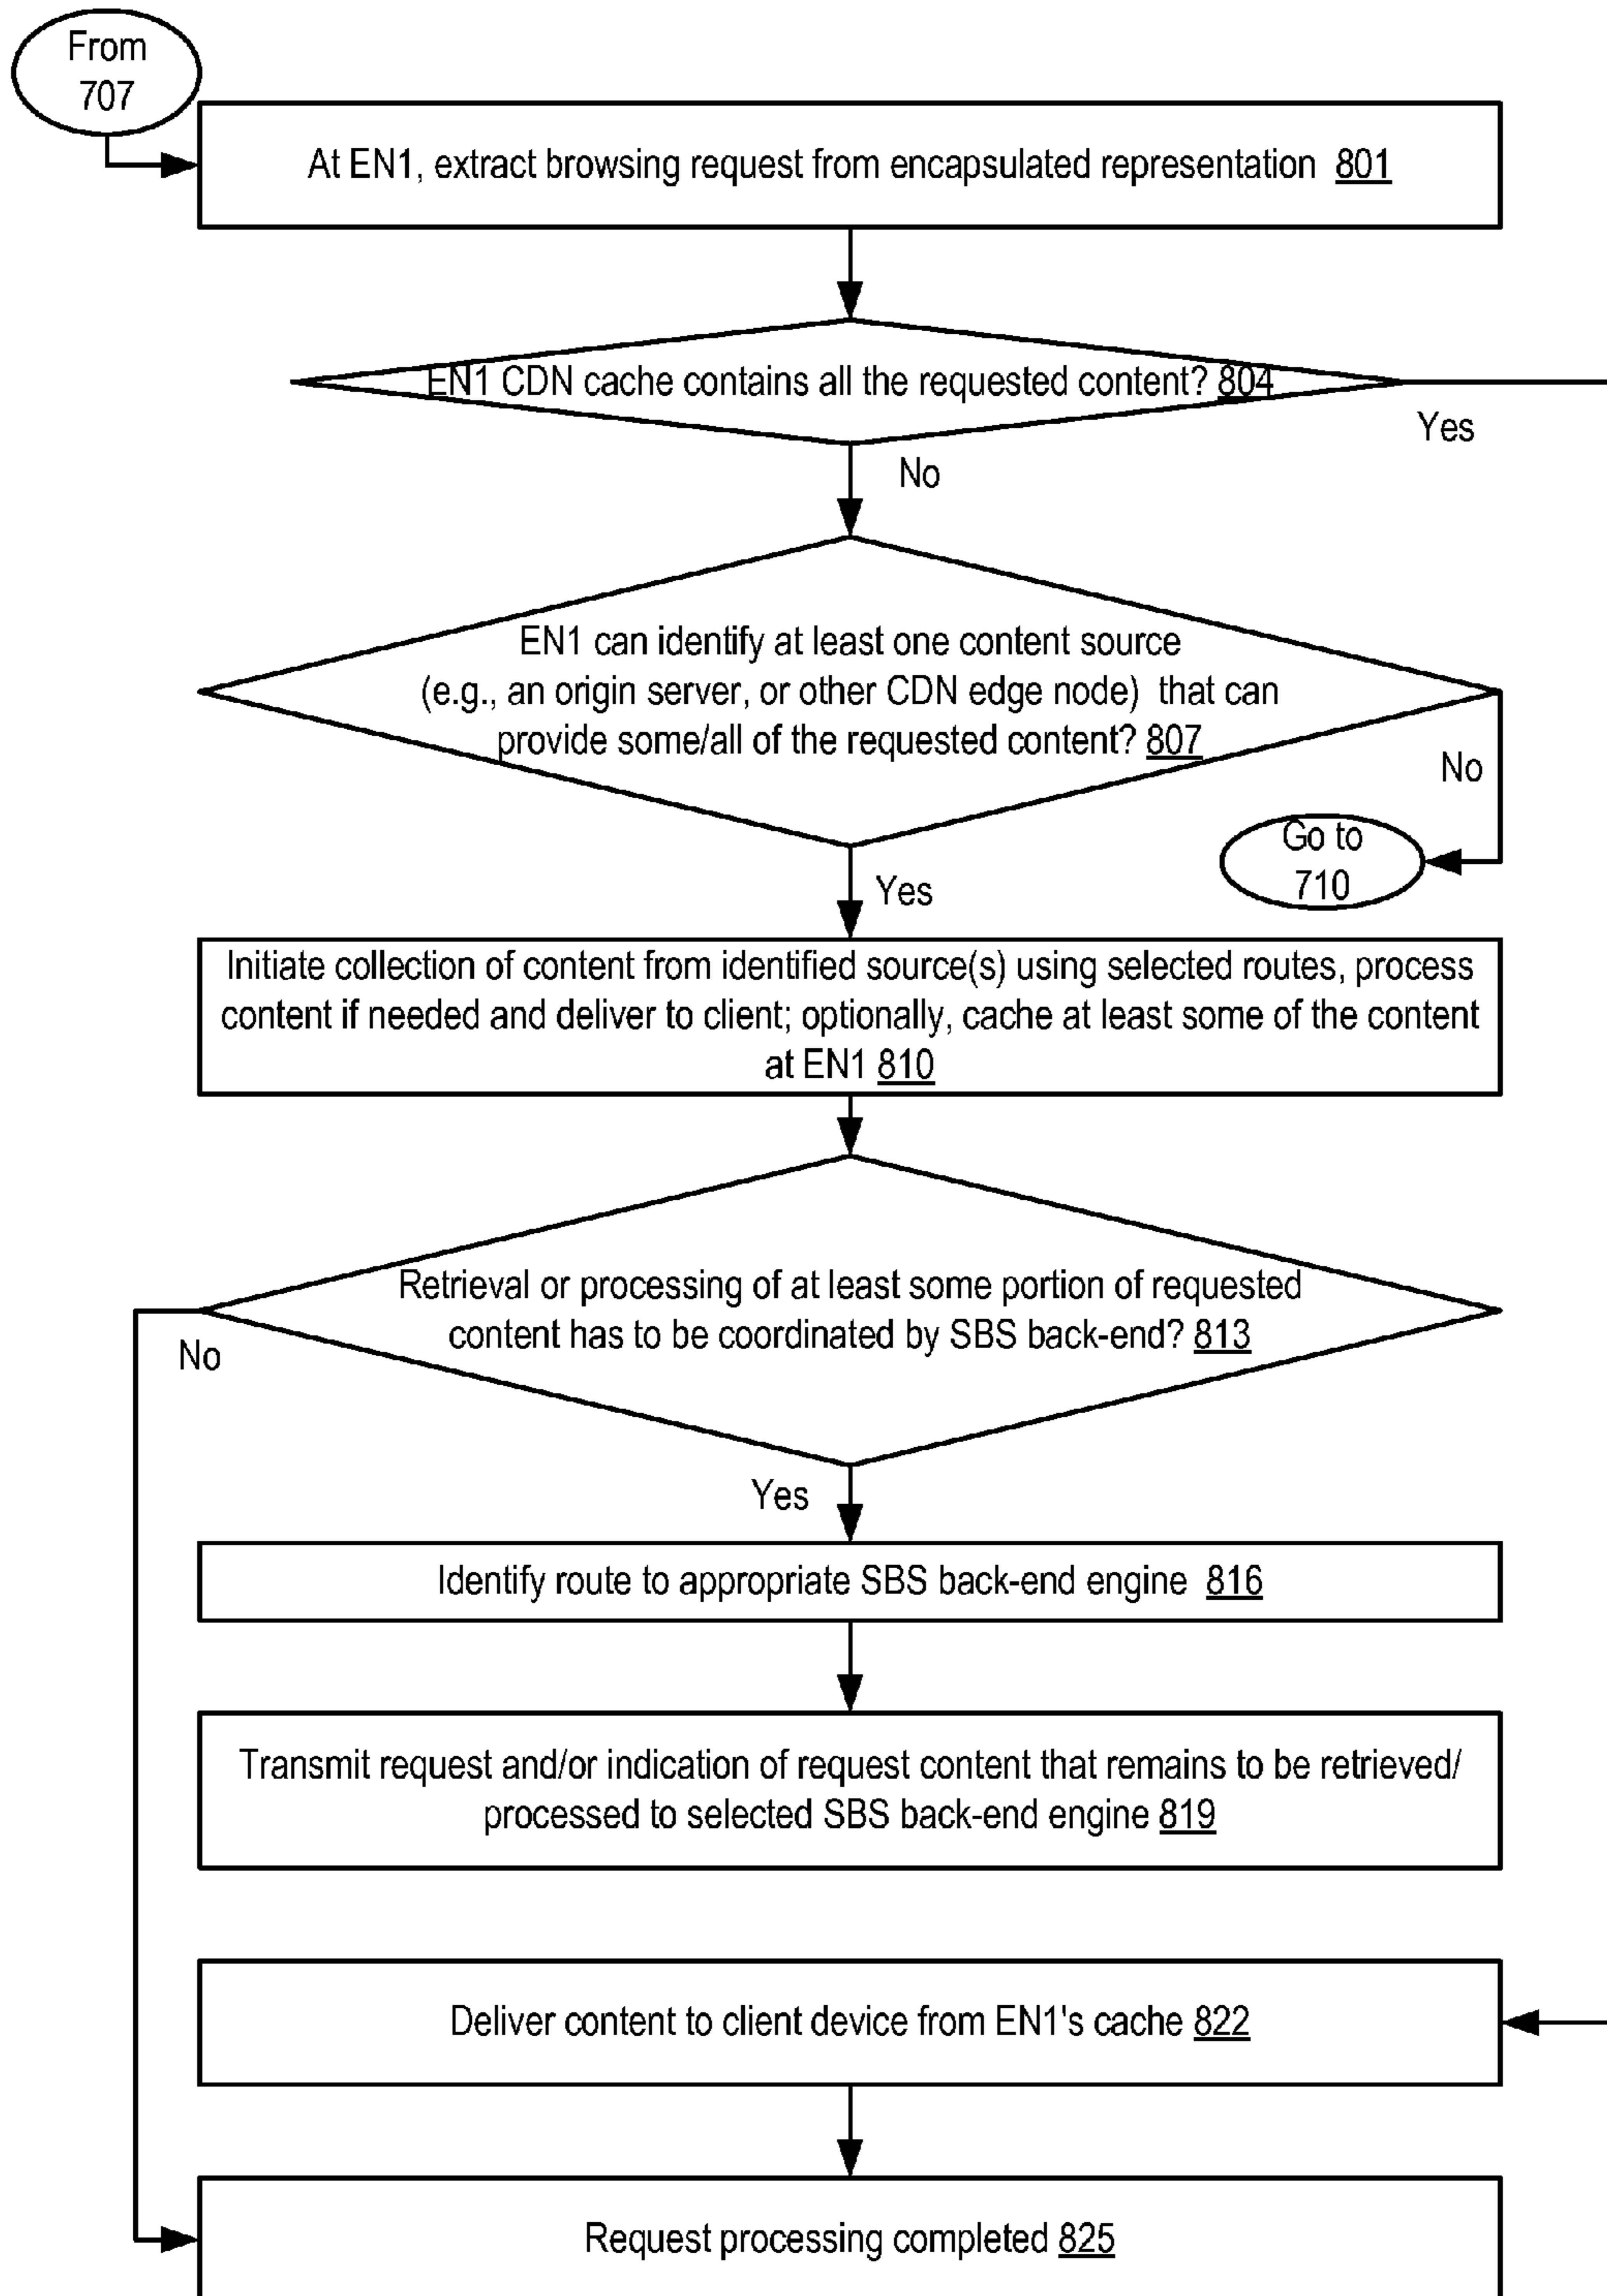 From
707
At EN1, extract browsing request from encapsulated representation 801
EN1 CDN cache contains all the requested content? 804
Yes
No
EN1 can identify at least one content source
(e.g., an origin server, or other CDN edge node) that can
provide some/all of the requested content? 807
No
Go to
710
Yes
Initiate collection of content from identified source(s) using selected routes, process
content if needed and deliver to client; optionally, cache at least some of the content
at EN1 810
Retrieval or processing of at least some portion of requested
content has to be coordinated by SBS back-end? 813
No
Yes
Identify route to appropriate SBS back-end engine 816
Transmit request and/or indication of request content that remains to be retrieved/
processed to selected SBS back-end engine 819
Deliver content to client device from EN1's cache 822
Request processing completed 825